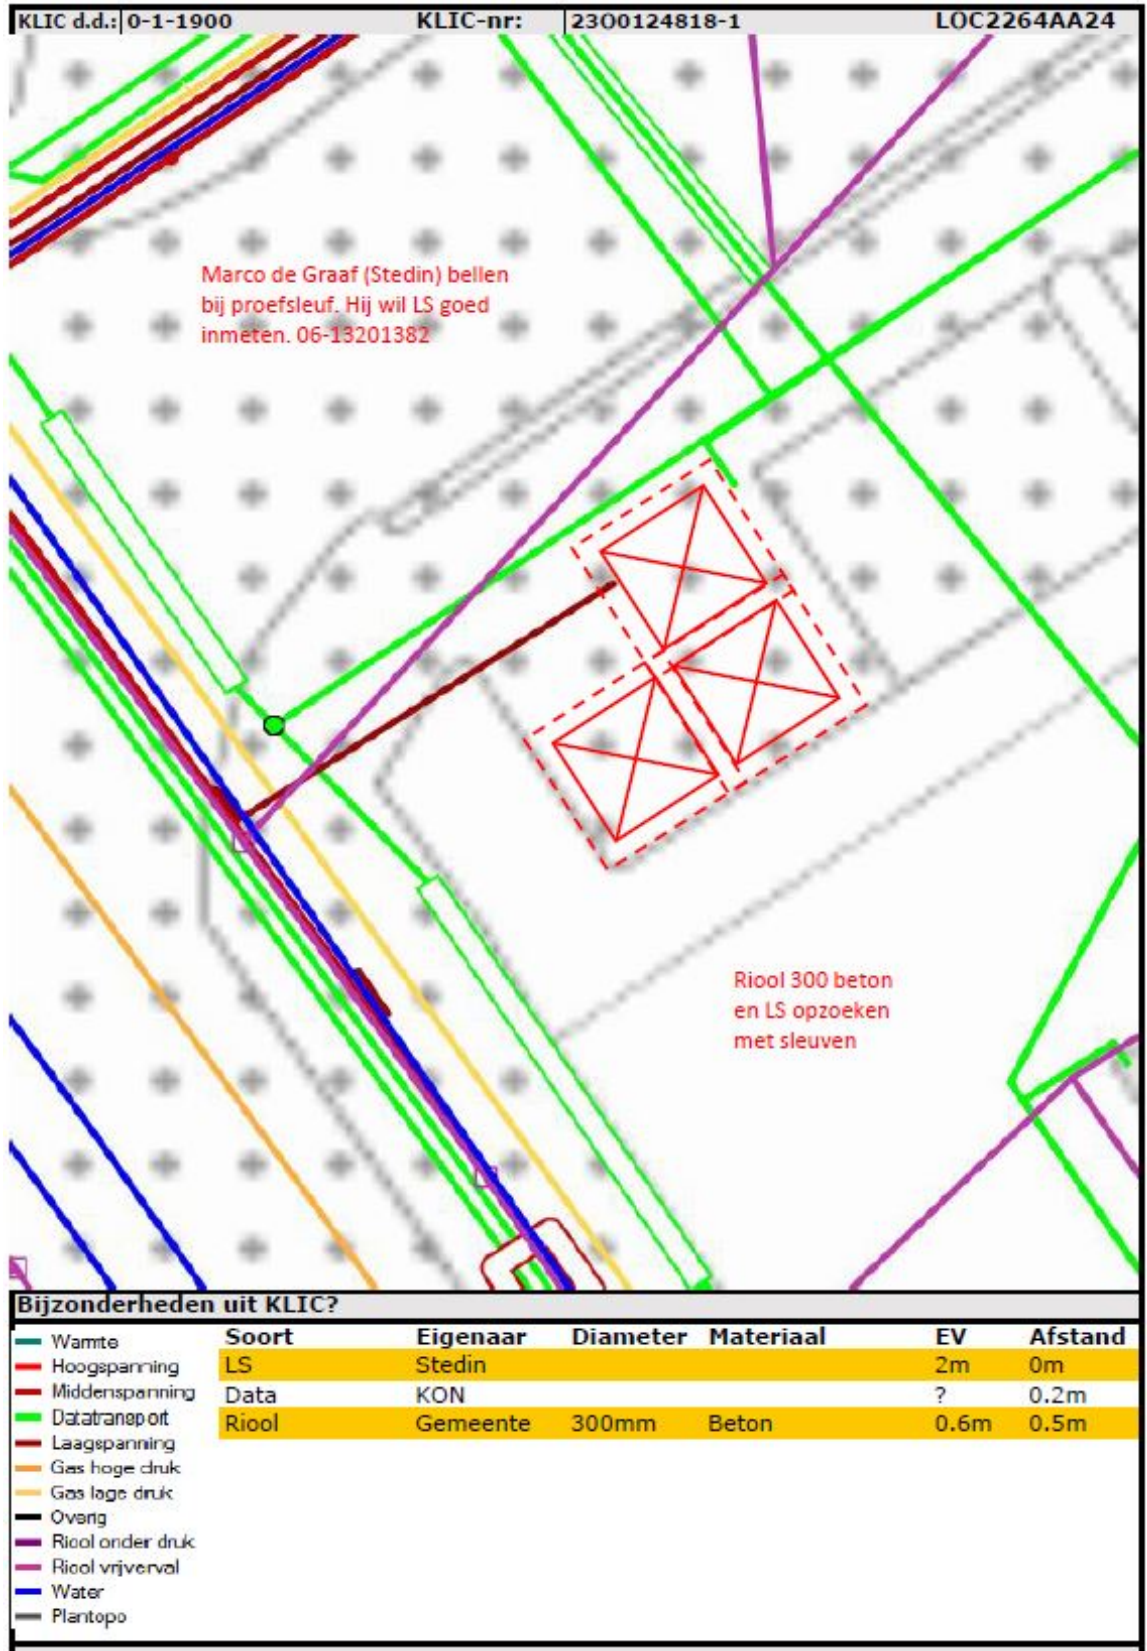 KLIC d.d.: 0-1-1900 KLIC-nr: 23O0124818-1 LOC2264AA24
Marco de Graaf (Stedin) bellen
bij proefsleuf. Hij wil LS goed
inmeten. 06-13201382
Riool 300 beton
en LS opzoeken
met sleuven
Bijzonderheden uit KLIC?
Warmte
Hoogspanning
Middenspanning
Datatransport
Laagspanning
Gas hoge druk
Gas lage druk
Overig
Riool onder druk
Riool vrijverval
Water
Plantopo
Soort Eigenaar Diameter Materiaal EV Afstand
LS Stedin 2m 0m
Data KON ? 0.2m
Riool Gemeente 300mm Beton 0.6m 0.5m